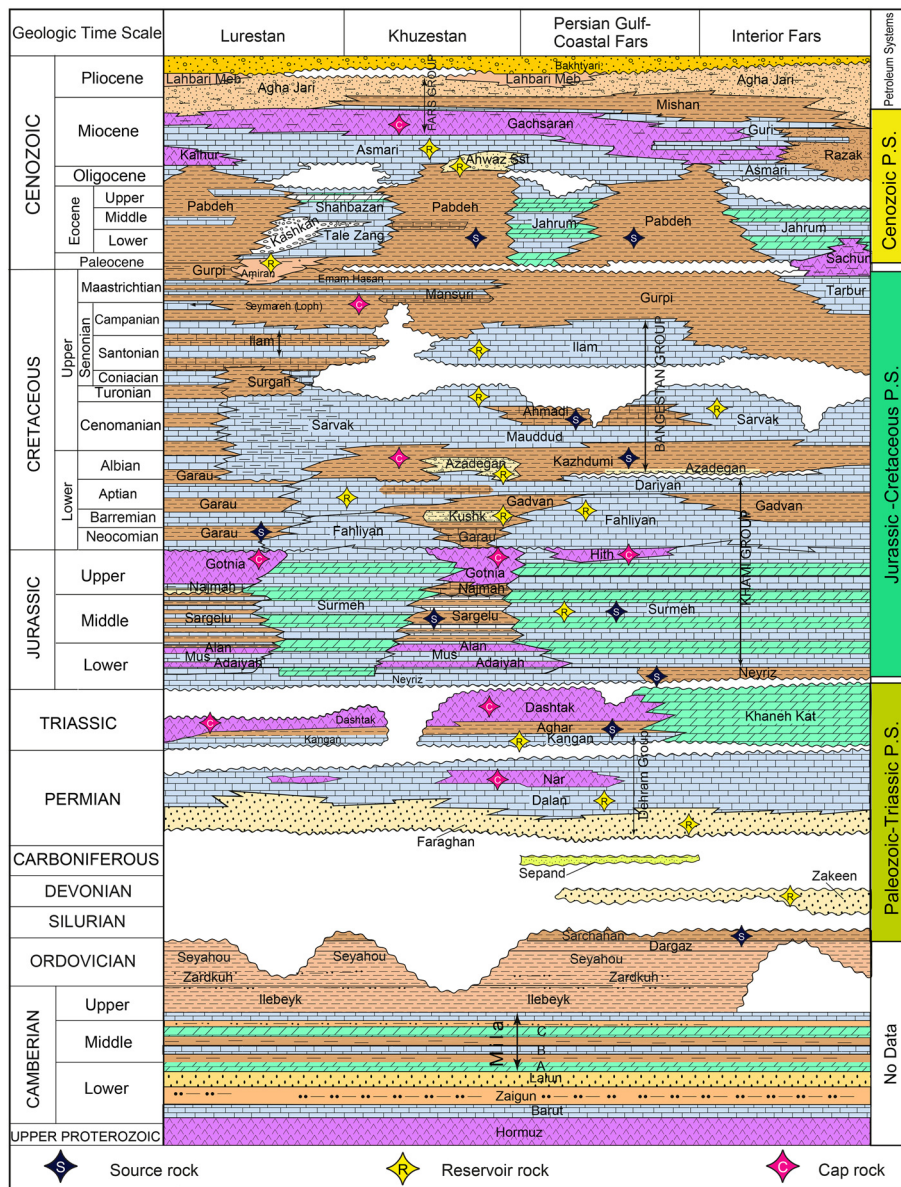 Geologic Time Scale
Lurestan
Khuzestan
Persian Gulf-
Coastal Fars
Interior Fars
Petroleum Systems
CENOZOIC
Pliocene
Miocene
Oligocene
Eocene
Upper
Middle
Lower
Paleocene
CRETACEOUS
Upper
Senonian
Maastrichtian
Campanian
Santonian
Coniacian
Turonian
Cenomanian
Lower
Albian
Aptian
Barremian
Neocomian
JURASSIC
Upper
Middle
Lower
TRIASSIC
PERMIAN
CARBONIFEROUS
DEVONIAN
SILURIAN
ORDOVICIAN
CAMBERIAN
Upper
Middle
Lower
UPPER PROTEROZOIC
Bakhtyari
Lahbari Meb
Agha Jari
FARS GROUP
Lahbari Meb
Agha Jari
Agha Jari
Mishan
C
Gachsaran
Guri
Kalhur
Asmari
R
Ahwaz Sst
R
Asmari
Razak
Pabdeh
Shahbazan
Kashkan
Tale Zang
Pabdeh
S
Jahrum
Pabdeh
S
Jahrum
Sachun
R
Gurpi
Amiran
Emam Hasan
Mansuri
Gurpi
Tarbur
Seymareh (Loph)
C
Ilam
R
Ilam
BANGESTAN GROUP
Surgah
R
Sarvak
Ahmadi
S
R
Sarvak
Mauddud
C
Azadegan
R
Kazhdumi
S
Azadegan
Garau
Dariyan
Garau
R
Gadvan
R
Gadvan
Kushk
R
Fahliyan
Garau
S
Fahliyan
Garau
KHAMI GROUP
Gotnia
C
C
Gotnia
Hith
C
Najmah
Najmah
Surmeh
Sargelu
S
Sargelu
R
S
Surmeh
Alan
Mus
Adaiyah
Alan
Mus
Adaiyah
Neyriz
S
Neyriz
C
Dashtak
Kangan
C
Dashtak
Aghar
S
Kangan
R
Khaneh Kat
Dehram Group
C
Nar
Dalan
R
R
Faraghan
Sepand
Zakeen
R
Sarchahan
S
Dargaz
Seyahou
Seyahou
Seyahou
Zardkuh
Zardkuh
Ilebeyk
Ilebeyk
Mila
C
B
A
Lalun
Zaigun
Barut
Hormuz
Cenozoic P.S.
Jurassic -Cretaceous P.S.
Paleozoic-Triassic P.S.
No Data
S Source rock
R Reservoir rock
C Cap rock